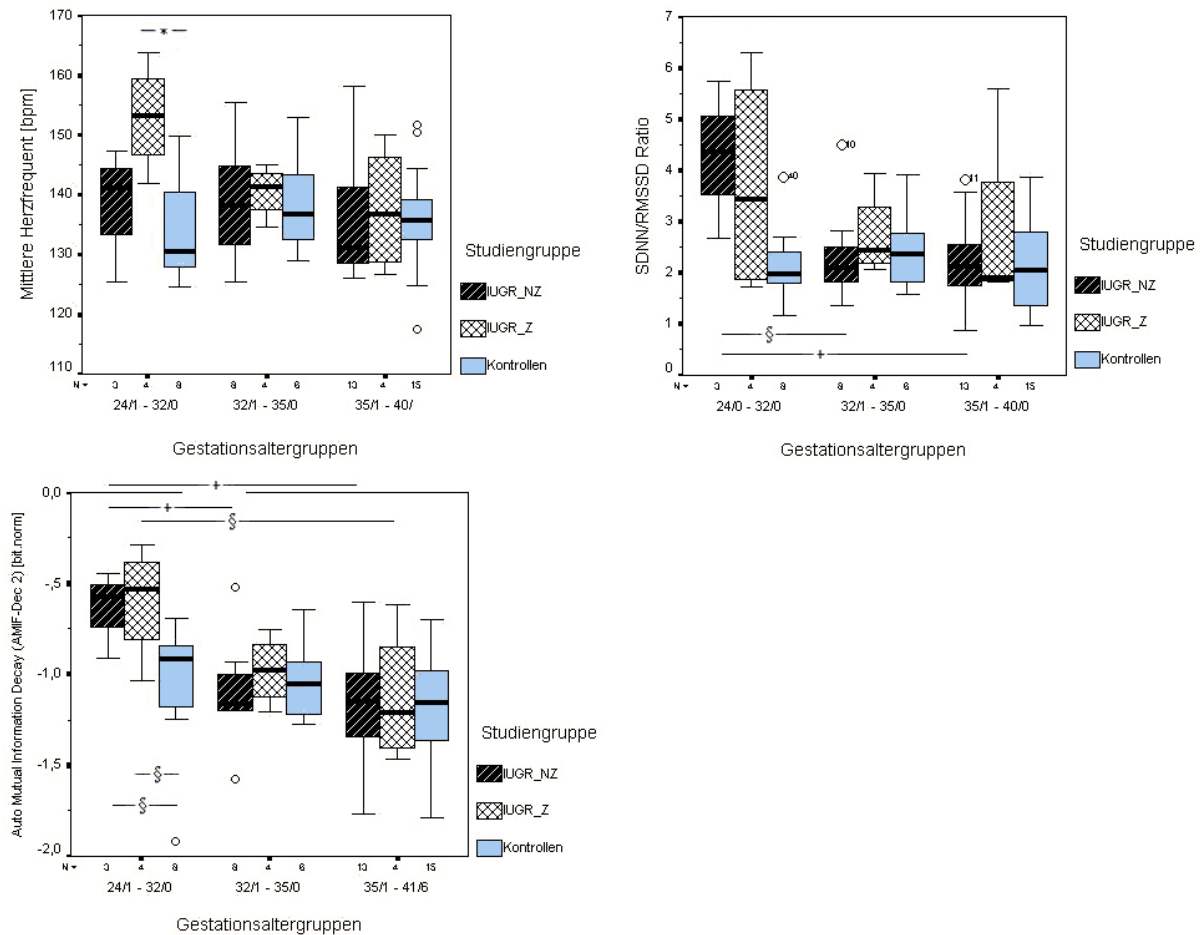 170
160
150
140
130
120
110
Mittlere Herzfrequent [bpm]
*
N
3 4 8 8 4 6 13 4 15
24/1 - 32/0 32/1 - 35/0 35/1 - 40/
Gestationsaltergruppen
Studiengruppe
IUGR_NZ
IUGR_Z
Kontrollen
7
6
5
4
3
2
1
0
SDNN/RMSSD Ratio
40
10
11
§
+
N
3 4 8 8 4 6 13 4 15
24/0 - 32/0 32/1 - 35/0 35/1 - 40/0
Gestationsaltergruppen
Studiengruppe
IUGR_NZ
IUGR_Z
Kontrollen
+
+
§
0,0
-,5
-1,0
-1,5
-2,0
Auto Mutual Information Decay (AMIF-Dec 2) [bit.norm]
§
§
N
3 4 8 8 4 6 13 4 15
24/1 - 32/0 32/1 - 35/0 35/1 - 41/6
Gestationsaltergruppen
Studiengruppe
IUGR_NZ
IUGR_Z
Kontrollen